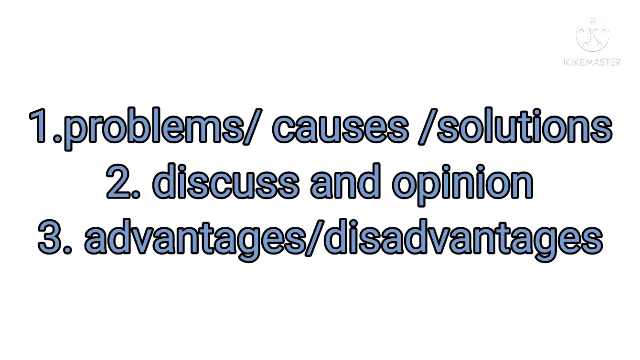 KINEMASTER
1.problems/ causes /solutions
2. discuss and opinion
3. advantages/disadvantages